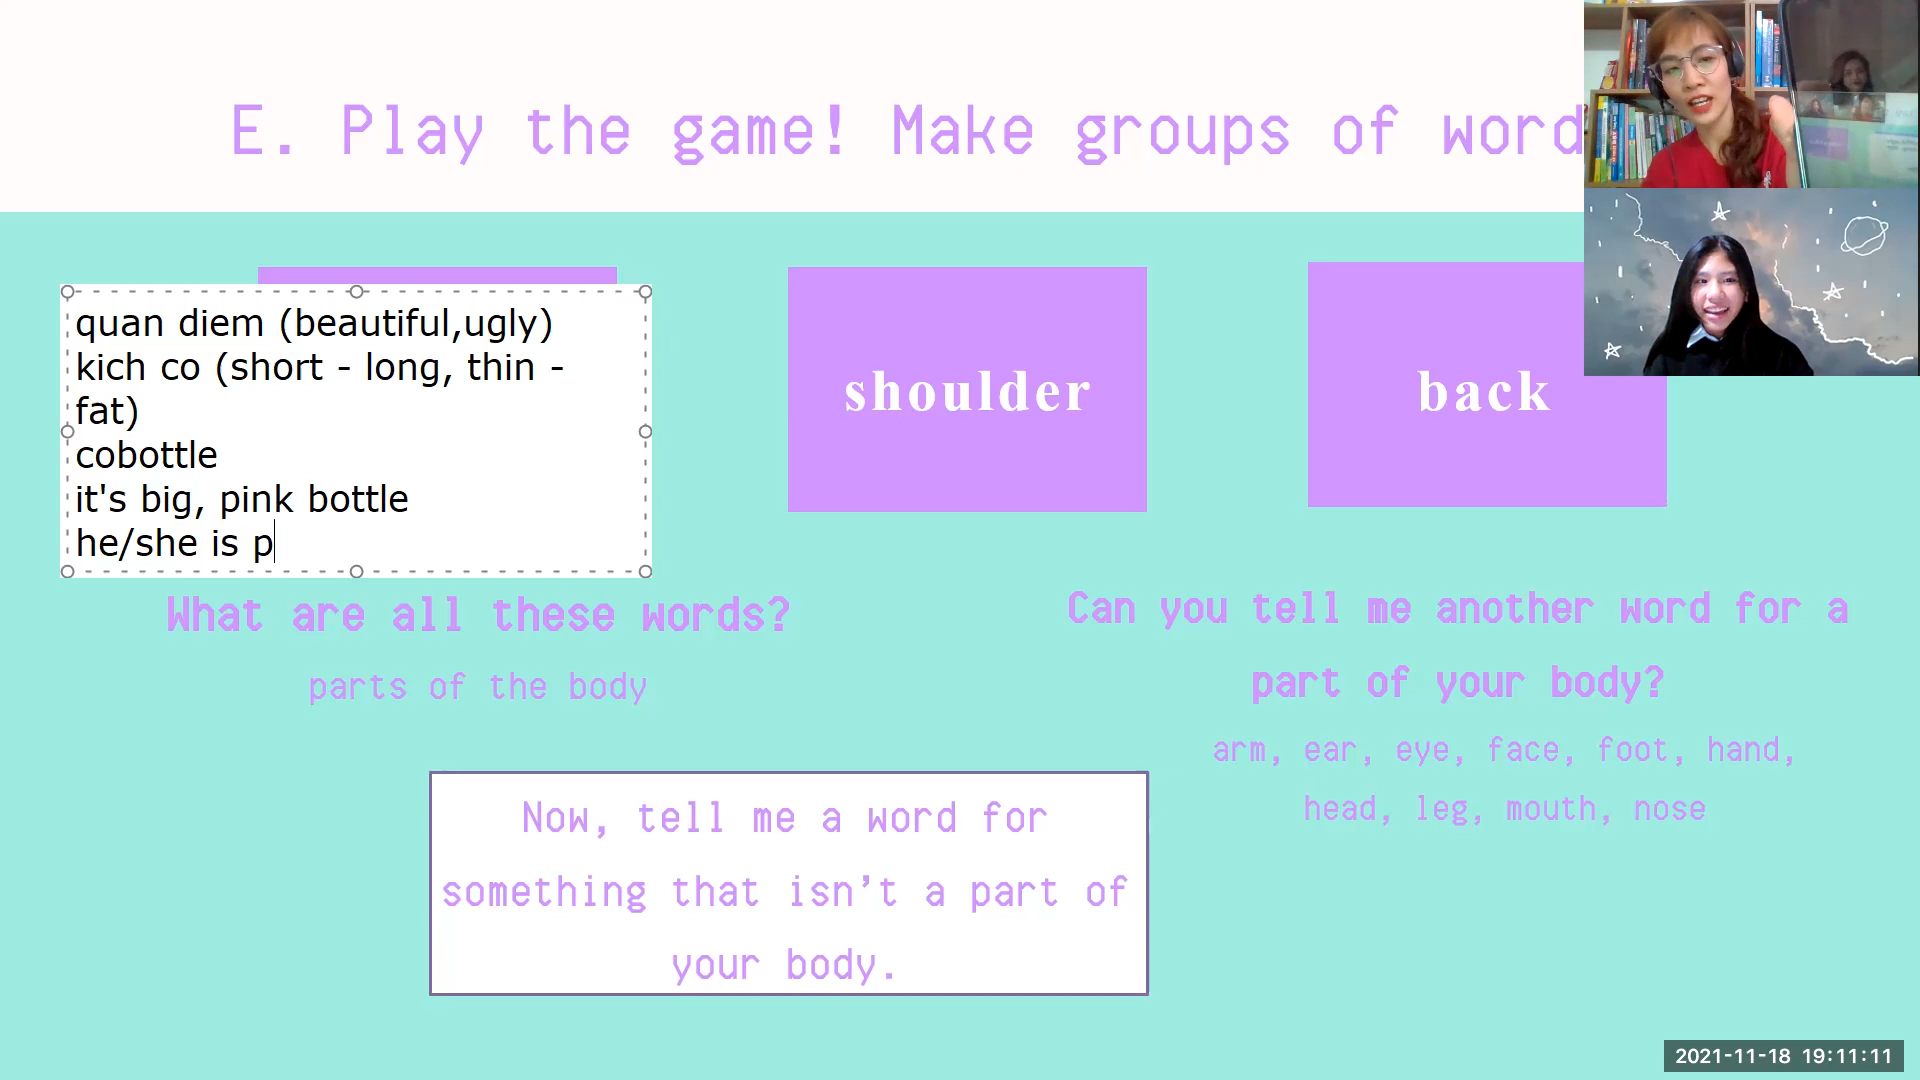 E. Play the game! Make groups of word
quan diem (beautiful,ugly)
kich co (short - long, thin -
fat)
cobottle
it's big, pink bottle
he/she is p
shoulder
back
What are all these words?
parts of the body
Can you tell me another word for a
part of your body?
arm, ear, eye, face, foot, hand,
head, leg, mouth, nose
Now, tell me a word for
something that isn't a part of
your body.
2021-11-18 19:11:11